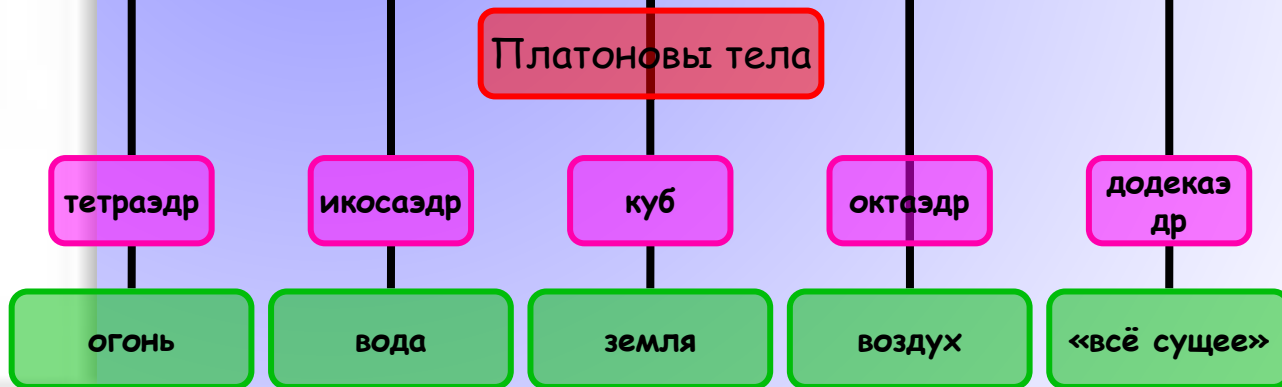 Платоновы тела
тетраэдр
икосаэдр
куб
октаэдр
додекаэ
др
огонь
вода
земля
воздух
«всё сущее»